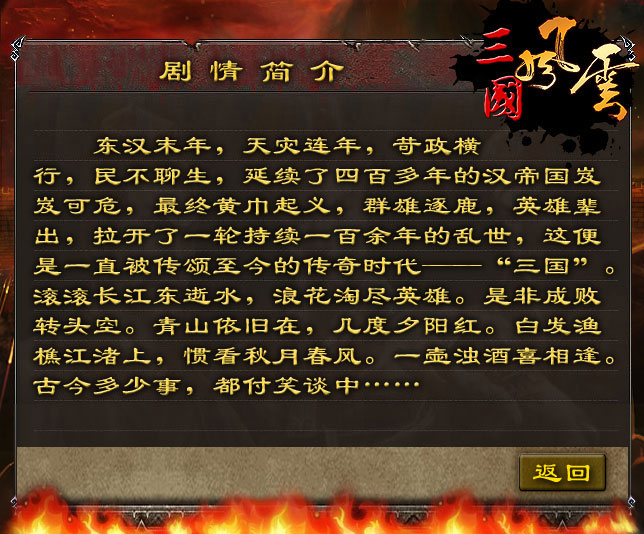 三國風雲
剧情简介
东汉末年，天灾连年，苛政横
行，民不聊生，延续了四百多年的汉帝国岌
岌可危，最终黄巾起义，群雄逐鹿，英雄辈
出，拉开了一轮持续一百余年的乱世，这便
是一直被传颂至今的传奇时代——“三国”。
滚滚长江东逝水，浪花淘尽英雄。是非成败
转头空。青山依旧在，几度夕阳红。白发渔
樵江渚上，惯看秋月春风。一壶浊酒喜相逢。
古今多少事，都付笑谈中……
返回